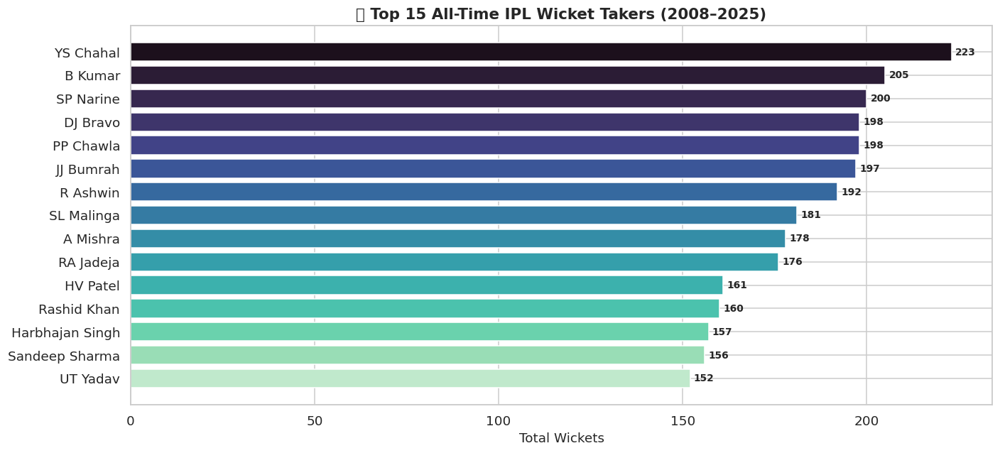 ▯ Top 15 All-Time IPL Wicket Takers (2008–2025)
YS Chahal 223
B Kumar 205
SP Narine 200
DJ Bravo 198
PP Chawla 198
JJ Bumrah 197
R Ashwin 192
SL Malinga 181
A Mishra 178
RA Jadeja 176
HV Patel 161
Rashid Khan 160
Harbhajan Singh 157
Sandeep Sharma 156
UT Yadav 152
0 50 100 150 200
Total Wickets